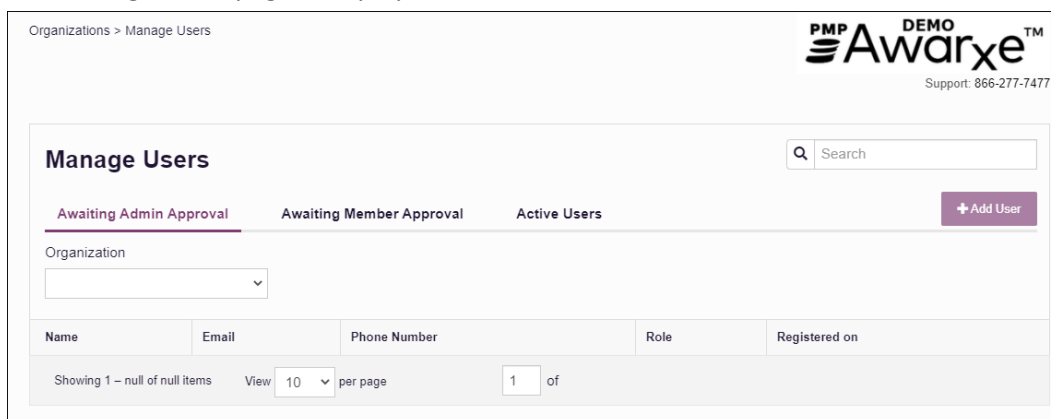 Organizations > Manage Users
PMP DEMO
Awarxe™
Support: 866-277-7477
Manage Users
Search
Awaiting Admin Approval Awaiting Member Approval Active Users
Add User
Organization
Name Email Phone Number Role Registered on
Showing 1 – null of null items View 10 per page 1 of